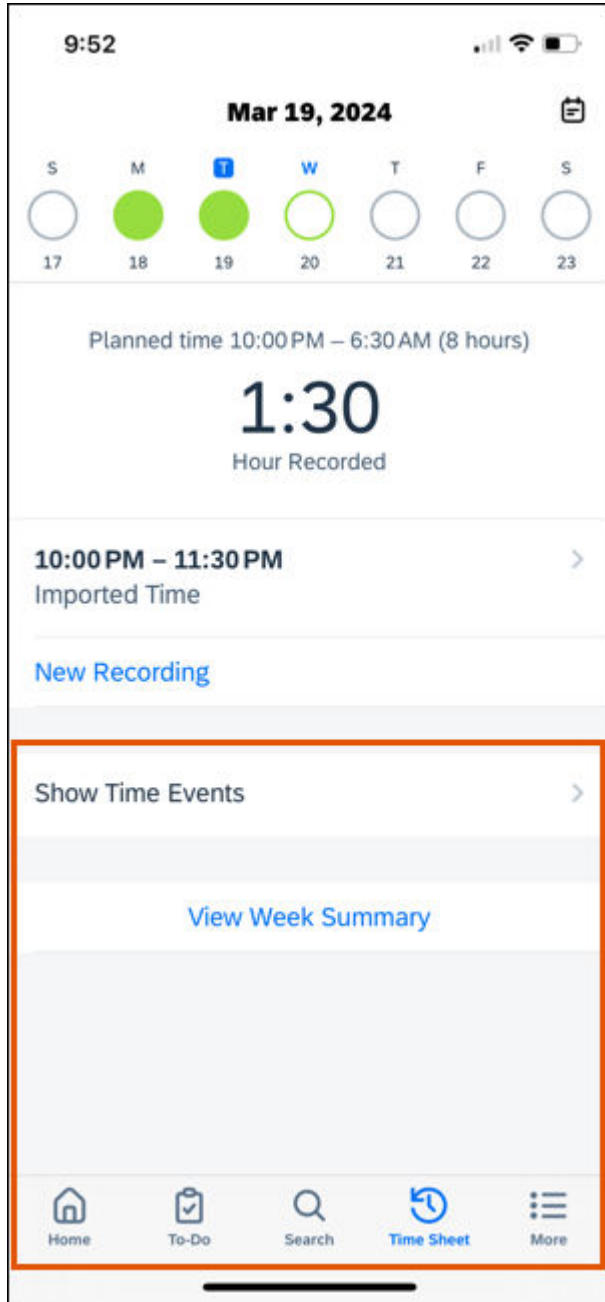 9:52
Mar 19, 2024
S M T W T F S
17 18 19 20 21 22 23
Planned time 10:00 PM – 6:30 AM (8 hours)
1:30
Hour Recorded
10:00 PM – 11:30 PM
Imported Time
New Recording
Show Time Events
View Week Summary
Home To-Do Search Time Sheet More